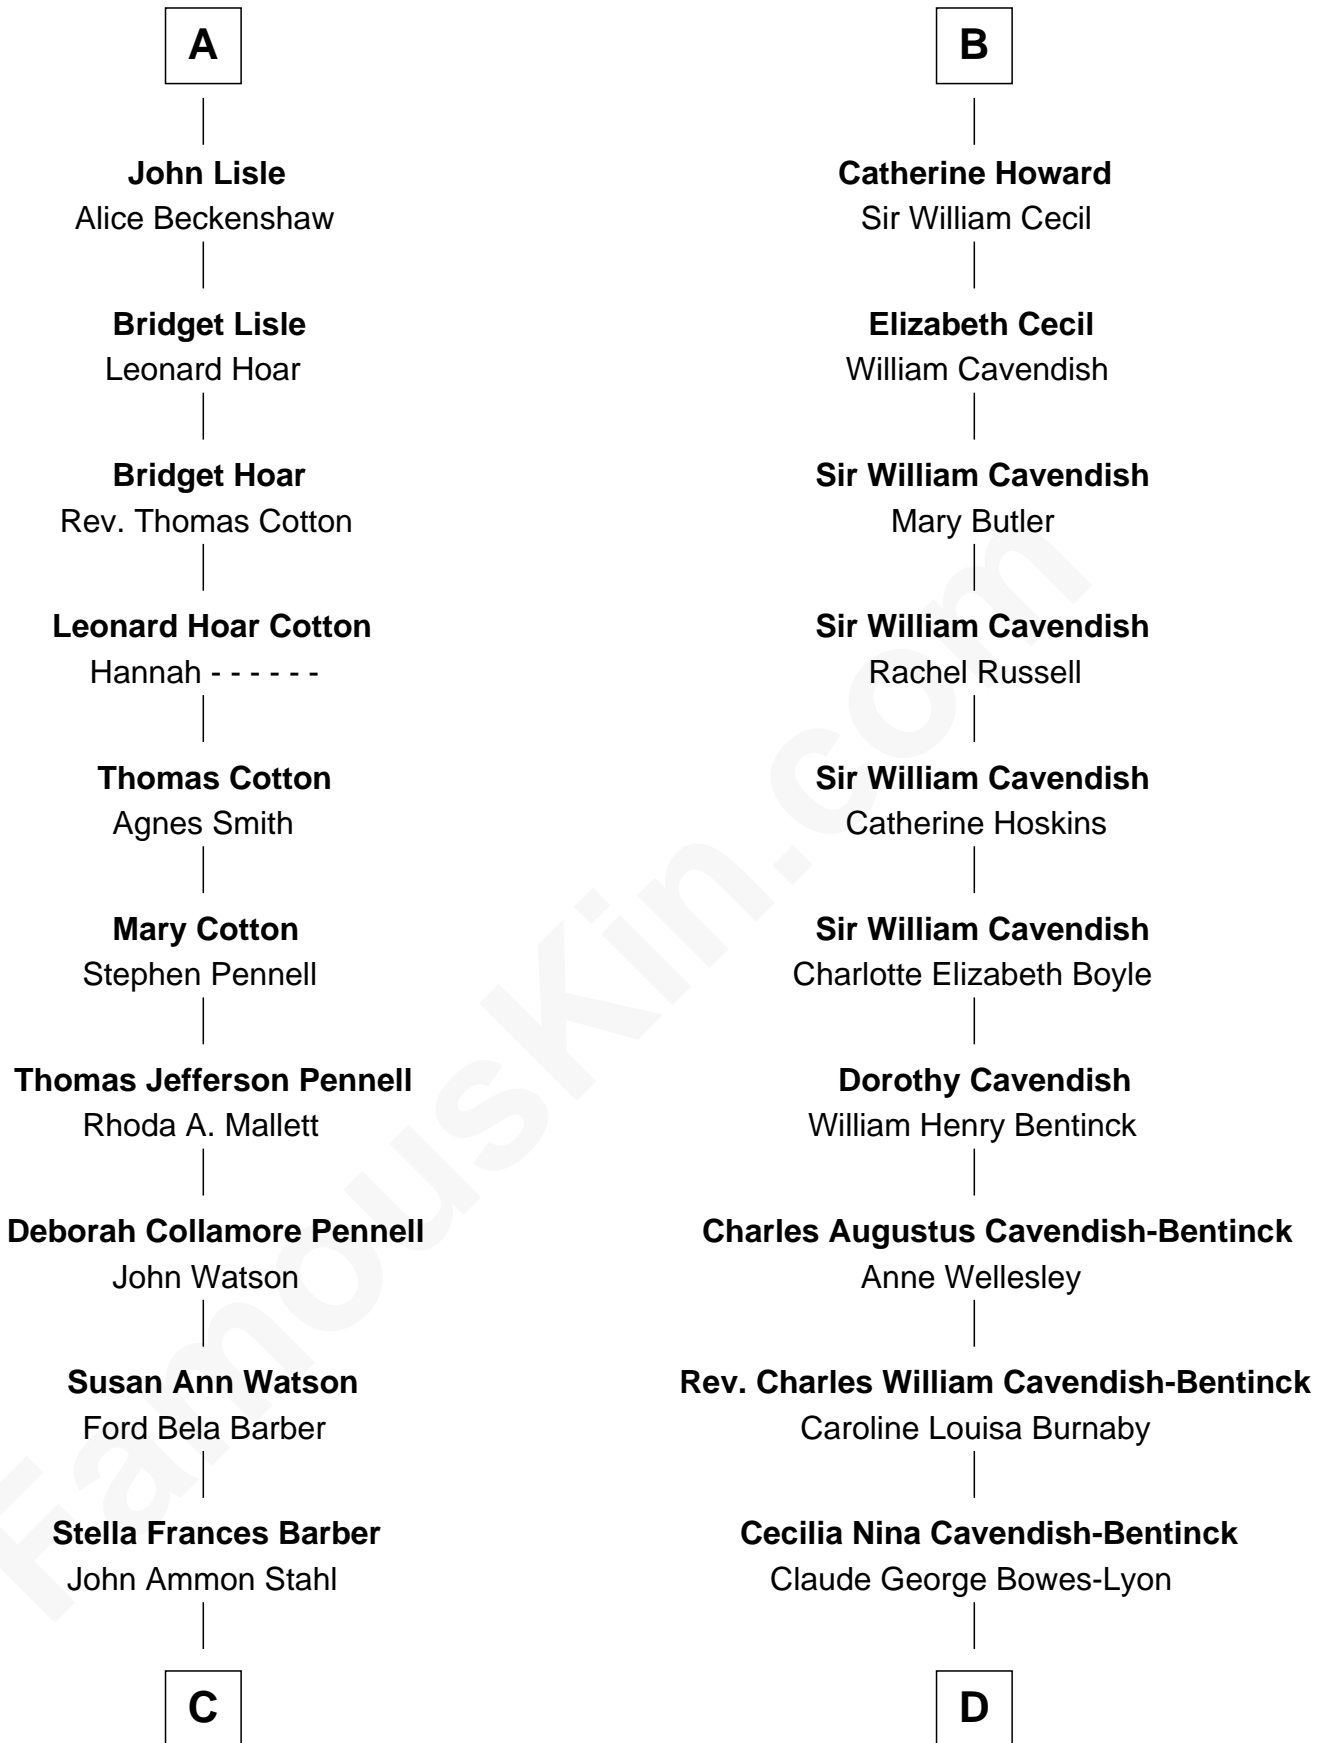 A
John Lisle
Alice Beckenshaw
Bridget Lisle
Leonard Hoar
Bridget Hoar
Rev. Thomas Cotton
Leonard Hoar Cotton
Hannah - - - - - -
Thomas Cotton
Agnes Smith
Mary Cotton
Stephen Pennell
Thomas Jefferson Pennell
Rhoda A. Mallett
Deborah Collamore Pennell
John Watson
Susan Ann Watson
Ford Bela Barber
Stella Frances Barber
John Ammon Stahl
C
B
Catherine Howard
Sir William Cecil
Elizabeth Cecil
William Cavendish
Sir William Cavendish
Mary Butler
Sir William Cavendish
Rachel Russell
Sir William Cavendish
Catherine Hoskins
Sir William Cavendish
Charlotte Elizabeth Boyle
Dorothy Cavendish
William Henry Bentinck
Charles Augustus Cavendish-Bentinck
Anne Wellesley
Rev. Charles William Cavendish-Bentinck
Caroline Louisa Burnaby
Cecilia Nina Cavendish-Bentinck
Claude George Bowes-Lyon
D
FamousKin.com